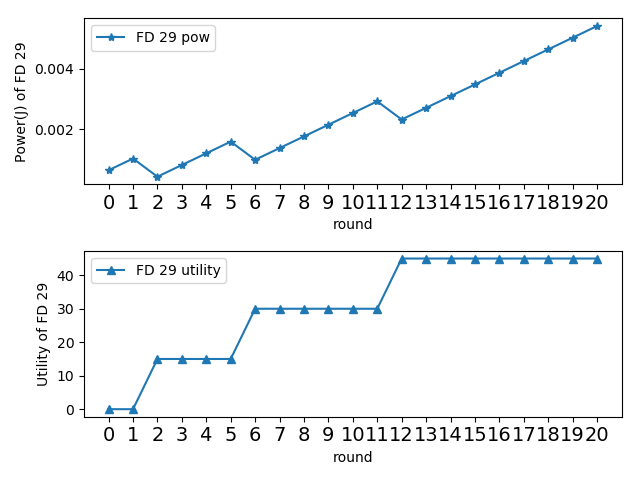 FD 29 pow
Power(J) of FD 29
0.004
0.002
0 1 2 3 4 5 6 7 8 9 10 11 12 13 14 15 16 17 18 19 20
round
FD 29 utility
Utility of FD 29
40
30
20
10
0
0 1 2 3 4 5 6 7 8 9 10 11 12 13 14 15 16 17 18 19 20
round